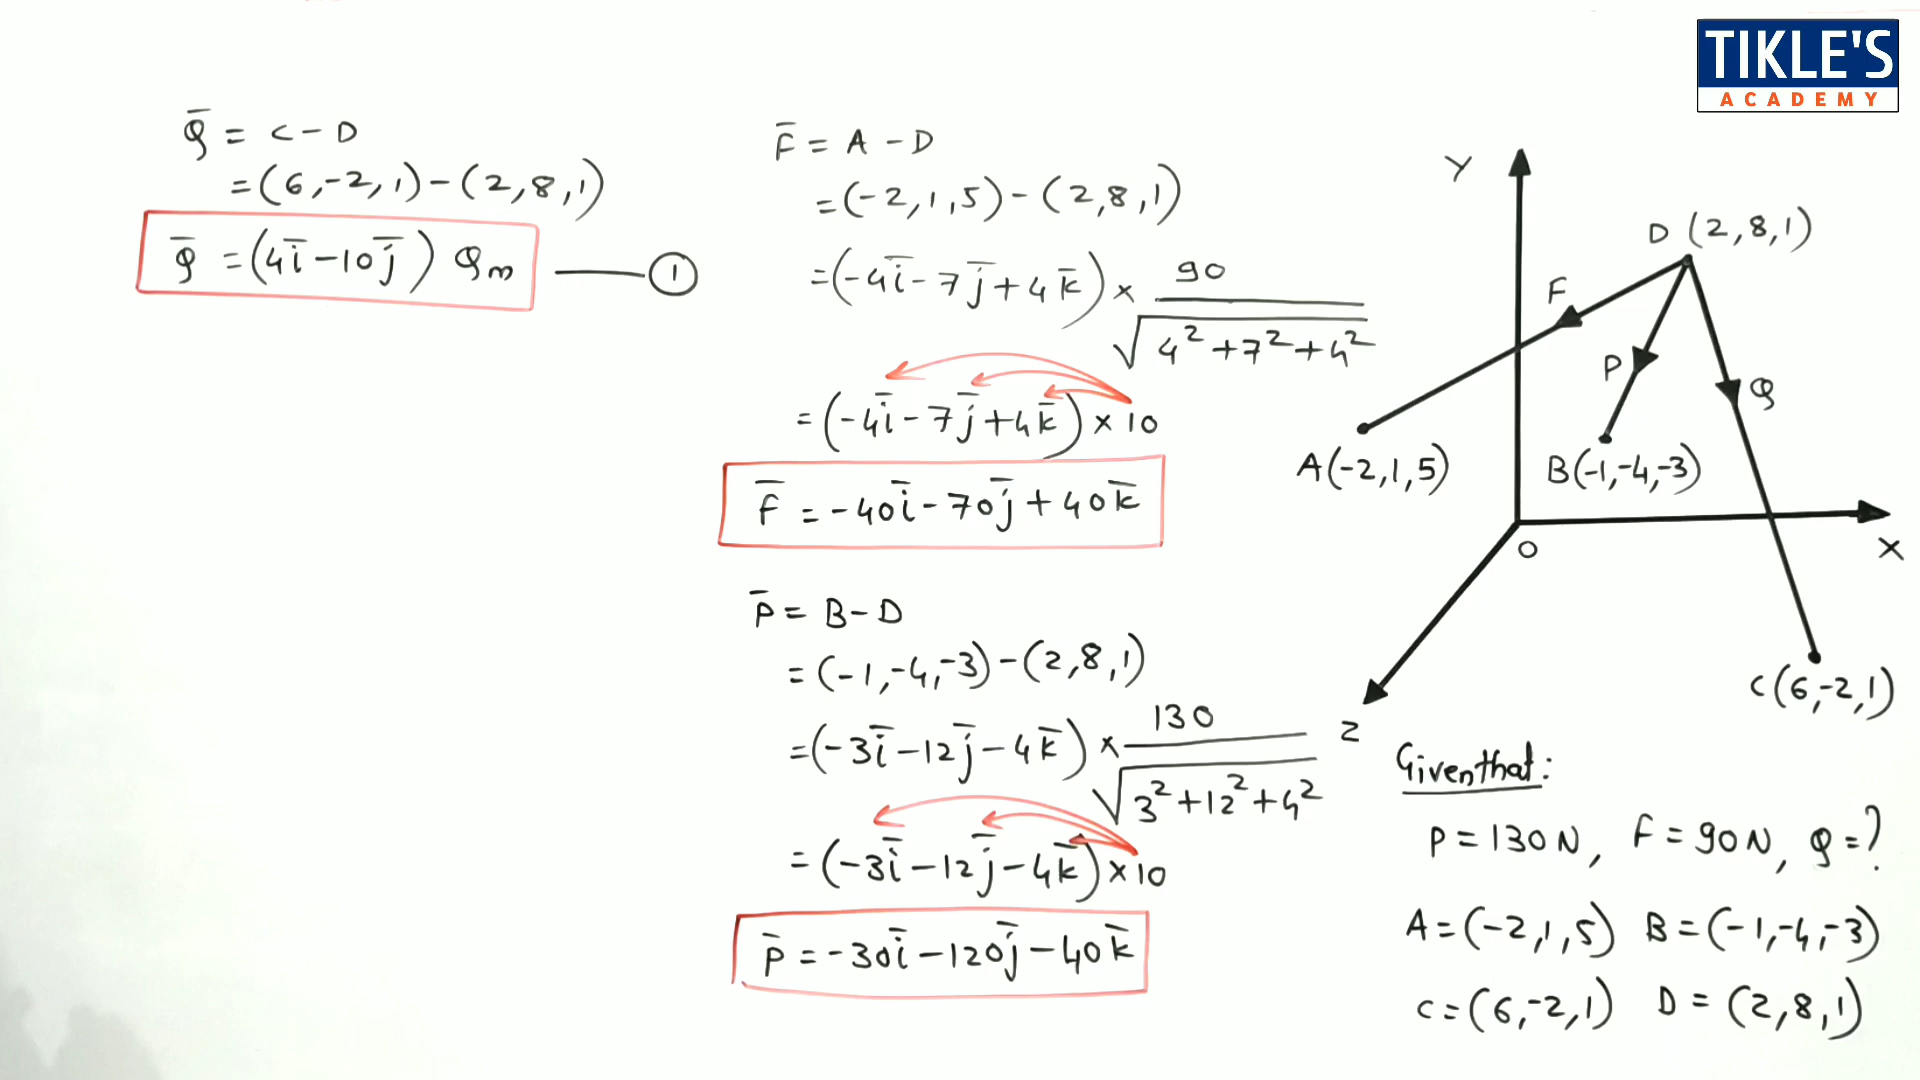 TIKLE'S
ACADEMY
Q̄ = C - D
= (6,-2,1) - (2,8,1)
Q̄ = (4ī - 10j̄) Qm ——— ①
F̄ = A - D
= (-2,1,5) - (2,8,1)
= (-4ī - 7j̄ + 4k̄) × 90 / √4² + 7² + 4²
= (-4ī - 7j̄ + 4k̄) × 10
F̄ = -40ī - 70j̄ + 40k̄
P̄ = B - D
= (-1,-4,-3) - (2,8,1)
= (-3ī - 12j̄ - 4k̄) × 130 / √3² + 12² + 4²
= (-3ī - 12j̄ - 4k̄) × 10
P̄ = -30ī - 120j̄ - 40k̄
Y
D (2,8,1)
F
P
Q
A(-2,1,5)
B(-1,-4,-3)
O
X
C(6,-2,1)
Z
Given that:
P = 130N, F = 90N, Q = ?
A = (-2,1,5) B = (-1,-4,-3)
C = (6,-2,1) D = (2,8,1)